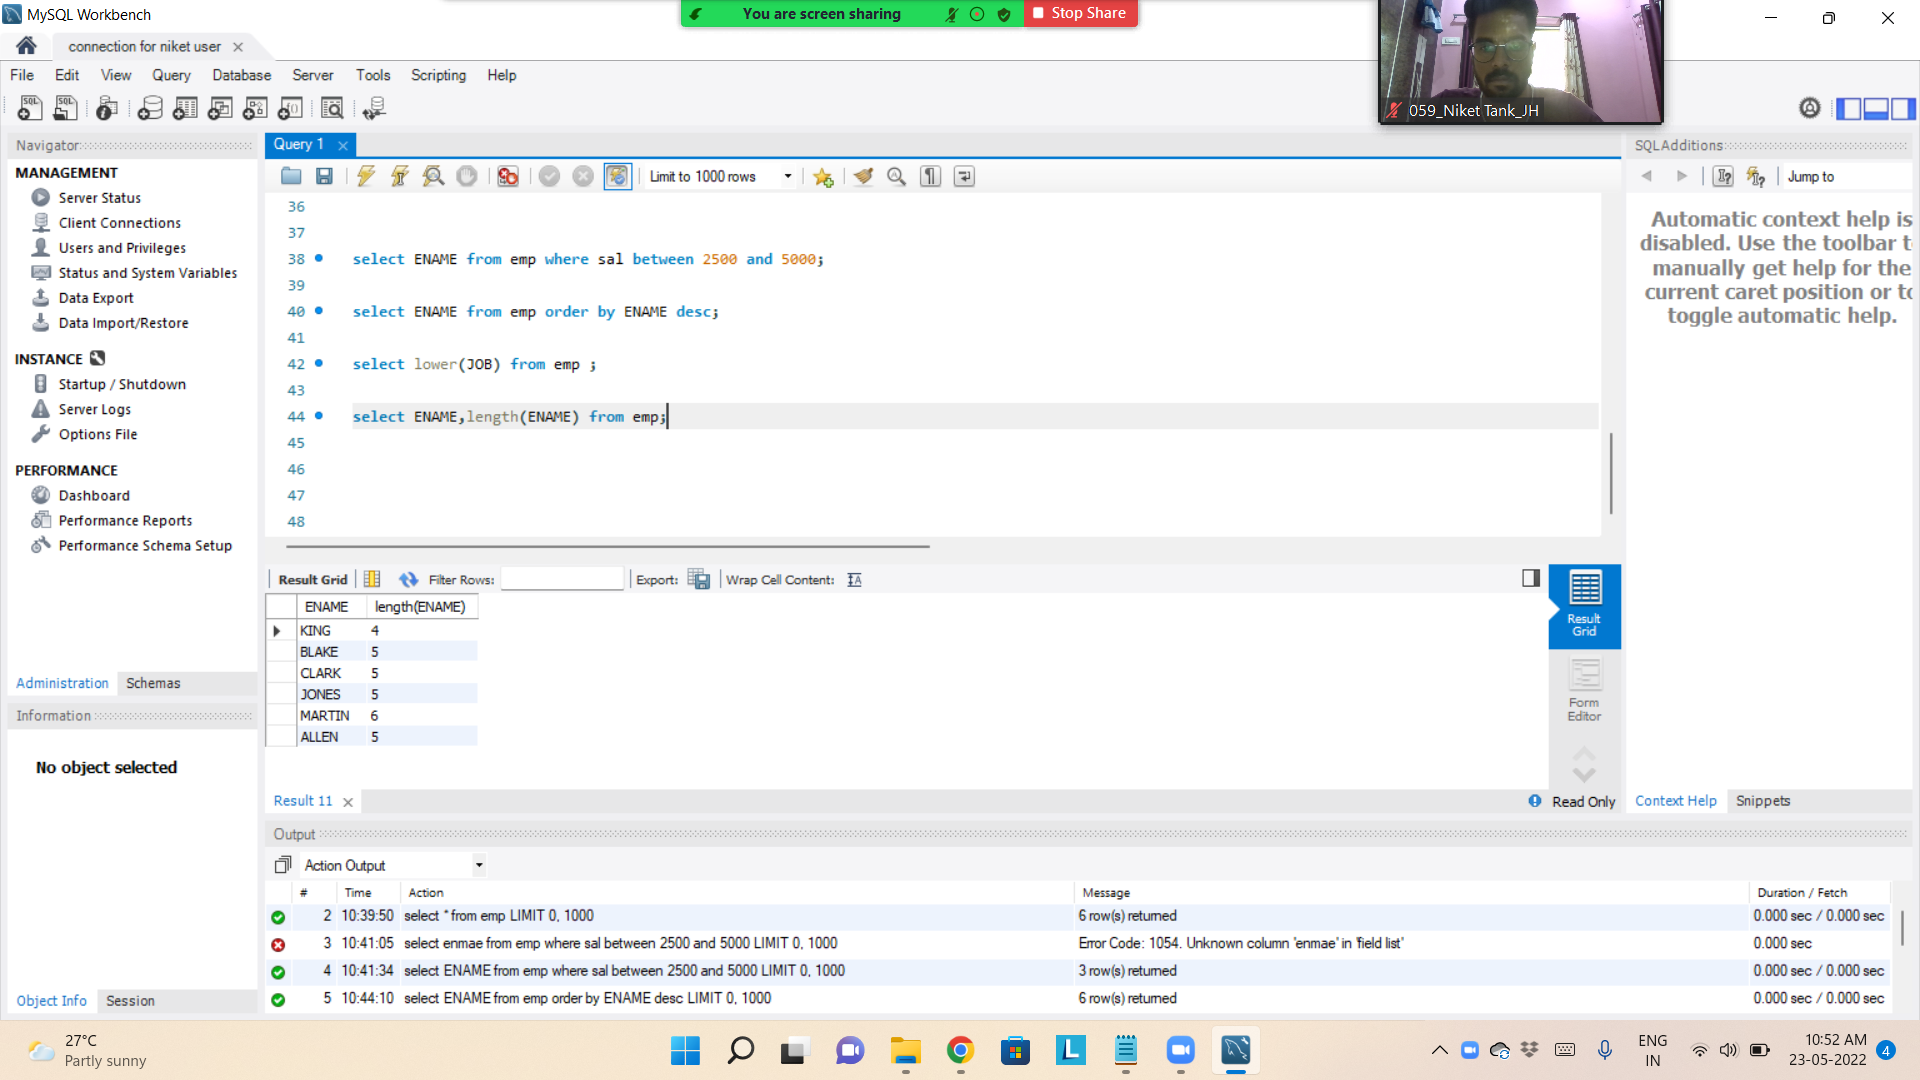 MySQL Workbench
You are screen sharing
Stop Share
connection for niket user
File Edit View Query Database Server Tools Scripting Help
059_Niket Tank_JH
Navigator
MANAGEMENT
Server Status
Client Connections
Users and Privileges
Status and System Variables
Data Export
Data Import/Restore
INSTANCE
Startup / Shutdown
Server Logs
Options File
PERFORMANCE
Dashboard
Performance Reports
Performance Schema Setup
Administration Schemas
Information
No object selected
Object Info Session
Query 1
Limit to 1000 rows
36
37
38 select ENAME from emp where sal between 2500 and 5000;
39
40 select ENAME from emp order by ENAME desc;
41
42 select lower(JOB) from emp ;
43
44 select ENAME,length(ENAME) from emp;
45
46
47
48
Result Grid Filter Rows: Export: Wrap Cell Content:
ENAME length(ENAME)
KING 4
BLAKE 5
CLARK 5
JONES 5
MARTIN 6
ALLEN 5
Result
Grid
Form
Editor
Result 11
Read Only
SQLAdditions
Jump to
Automatic context help is
disabled. Use the toolbar t
manually get help for the
current caret position or to
toggle automatic help.
Context Help Snippets
Output
Action Output
# Time Action Message Duration / Fetch
2 10:39:50 select * from emp LIMIT 0, 1000 6 row(s) returned 0.000 sec / 0.000 sec
3 10:41:05 select enmae from emp where sal between 2500 and 5000 LIMIT 0, 1000 Error Code: 1054. Unknown column 'enmae' in 'field list' 0.000 sec
4 10:41:34 select ENAME from emp where sal between 2500 and 5000 LIMIT 0, 1000 3 row(s) returned 0.000 sec / 0.000 sec
5 10:44:10 select ENAME from emp order by ENAME desc LIMIT 0, 1000 6 row(s) returned 0.000 sec / 0.000 sec
27°C
Partly sunny
ENG
IN
10:52 AM
23-05-2022
4